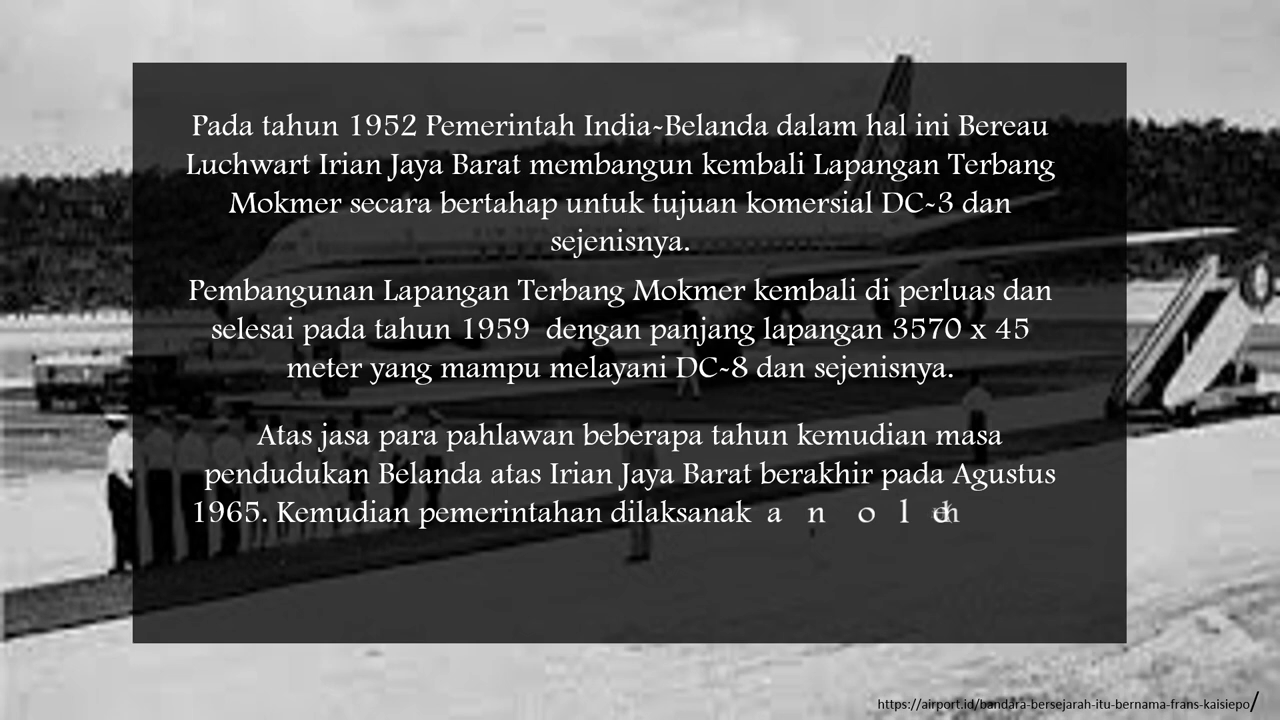 Pada tahun 1952 Pemerintah India-Belanda dalam hal ini Bereau
Luchwart Irian Jaya Barat membangun kembali Lapangan Terbang
Mokmer secara bertahap untuk tujuan komersial DC-3 dan
sejenisnya.
Pembangunan Lapangan Terbang Mokmer kembali di perluas dan
selesai pada tahun 1959 dengan panjang lapangan 3570 x 45
meter yang mampu melayani DC-8 dan sejenisnya.
Atas jasa para pahlawan beberapa tahun kemudian masa
pendudukan Belanda atas Irian Jaya Barat berakhir pada Agustus
1965. Kemudian pemerintahan dilaksanakan oleh
https://airport.id/bandara-bersejarah-itu-bernama-frans-kaisiepo/